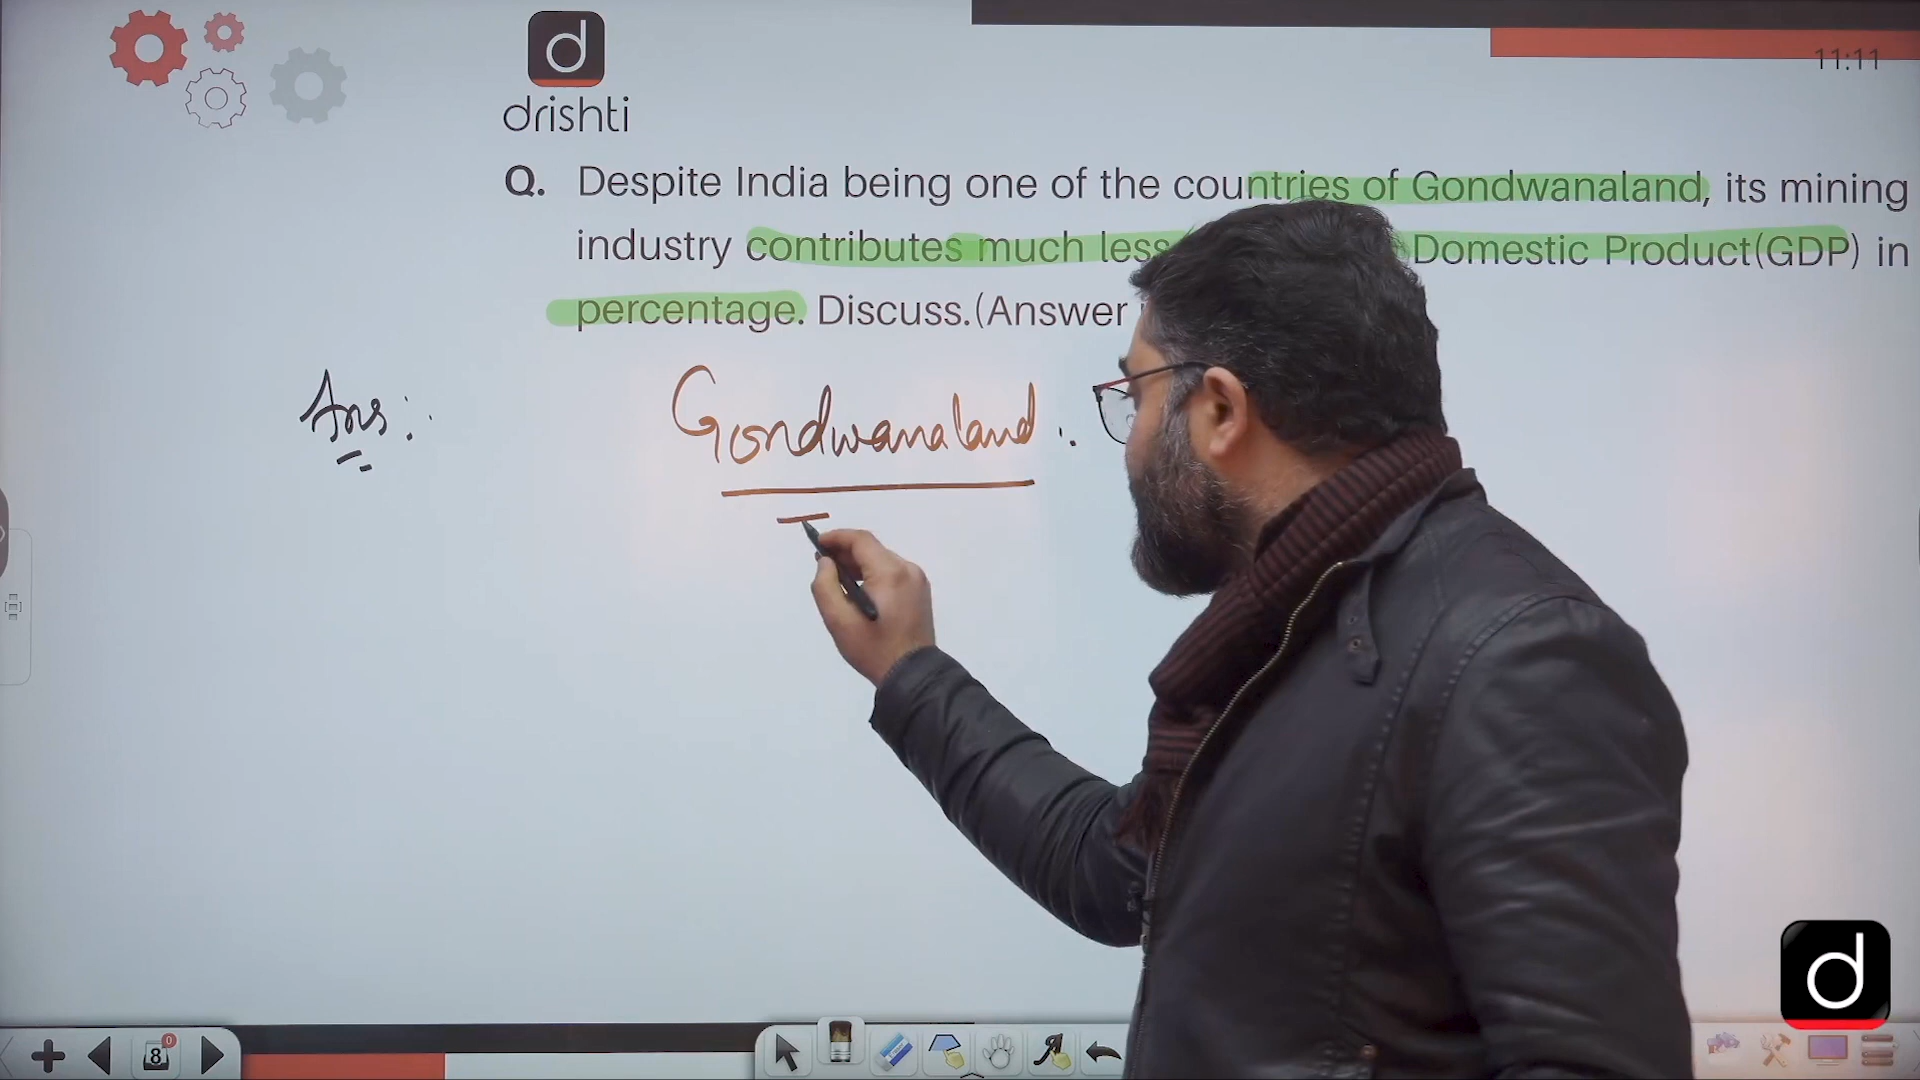 11:11
d
drishti
Q. Despite India being one of the countries of Gondwanaland, its mining
industry contributes much less Domestic Product(GDP) in
percentage. Discuss.(Answer
Ans:
Gondwanaland :
8
0
d